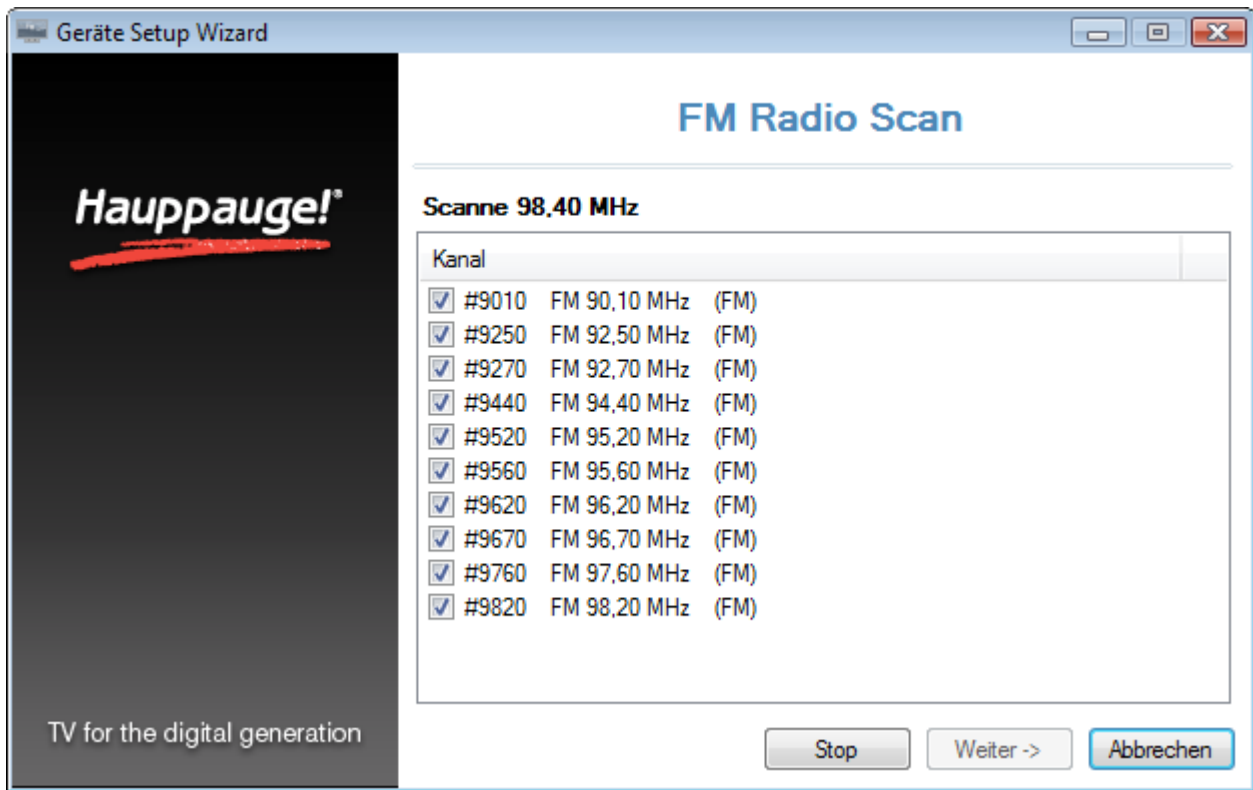 Geräte Setup Wizard
Hauppauge!®
TV for the digital generation
FM Radio Scan
Scanne 98,40 MHz
Kanal
#9010 FM 90,10 MHz (FM)
#9250 FM 92,50 MHz (FM)
#9270 FM 92,70 MHz (FM)
#9440 FM 94,40 MHz (FM)
#9520 FM 95,20 MHz (FM)
#9560 FM 95,60 MHz (FM)
#9620 FM 96,20 MHz (FM)
#9670 FM 96,70 MHz (FM)
#9760 FM 97,60 MHz (FM)
#9820 FM 98,20 MHz (FM)
Stop Weiter -> Abbrechen